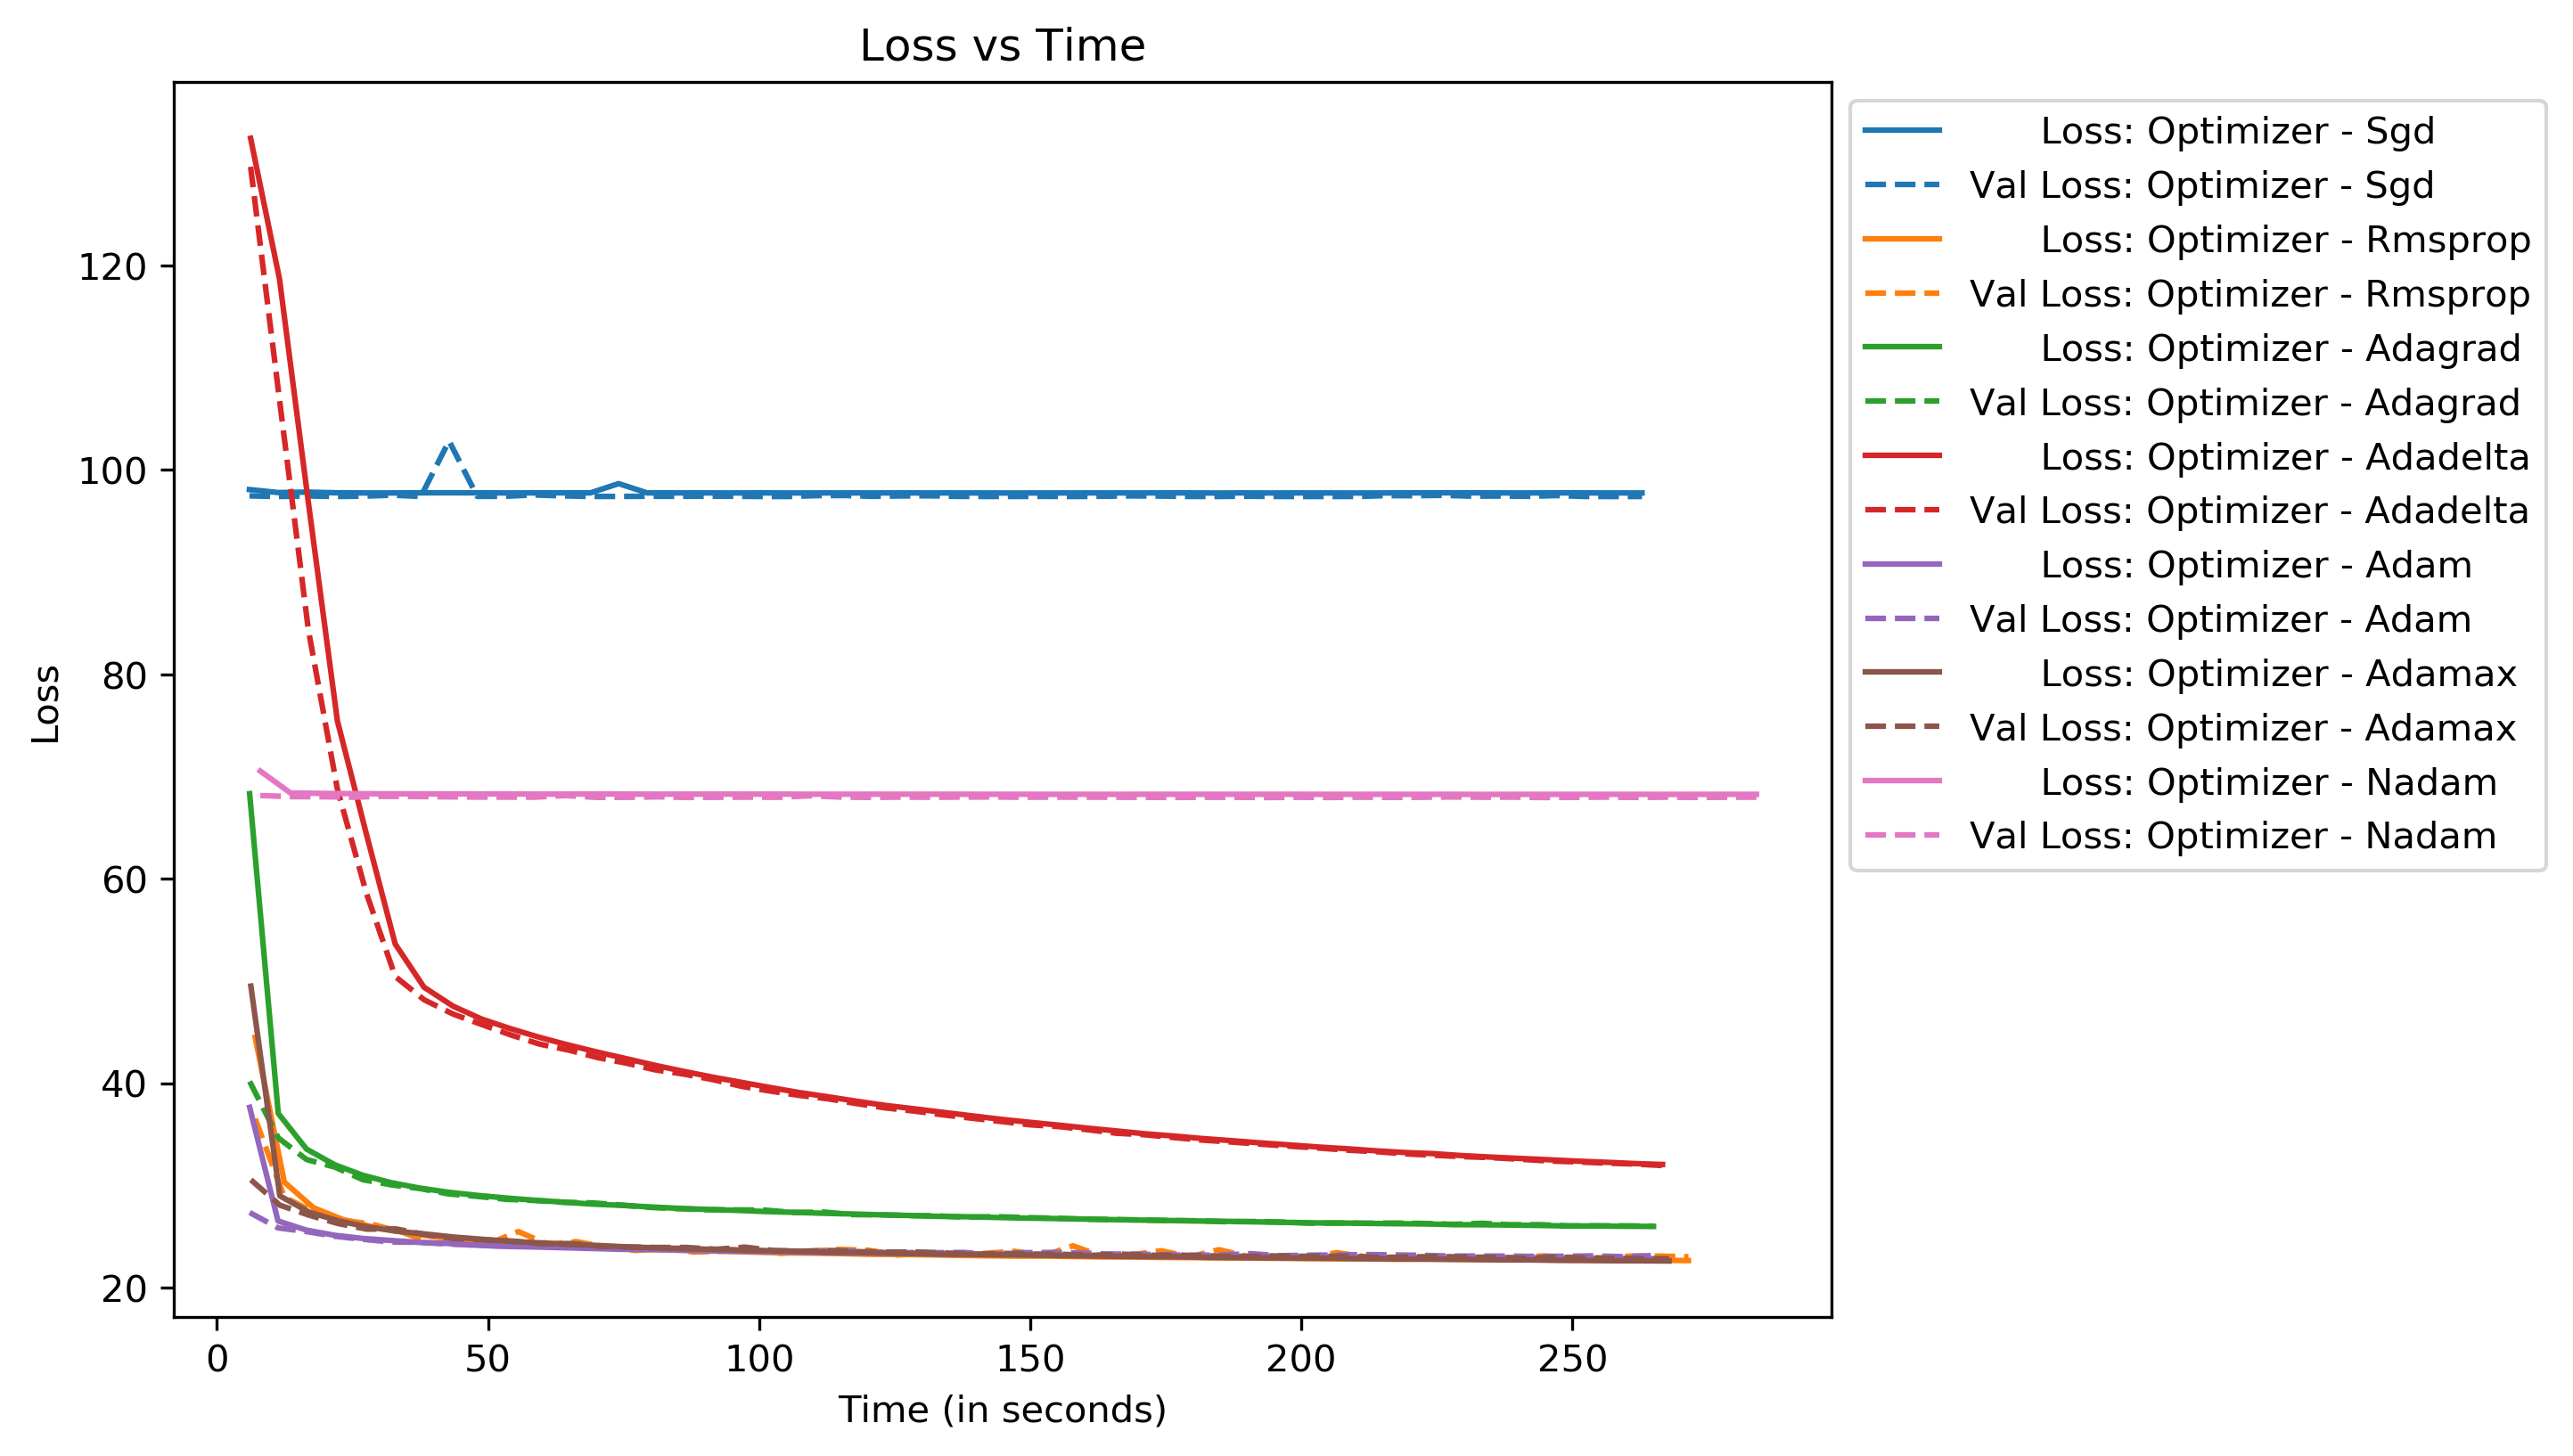 Loss vs Time
Loss
120
100
80
60
40
20
0 50 100 150 200 250
Time (in seconds)
Loss: Optimizer - Sgd
Val Loss: Optimizer - Sgd
Loss: Optimizer - Rmsprop
Val Loss: Optimizer - Rmsprop
Loss: Optimizer - Adagrad
Val Loss: Optimizer - Adagrad
Loss: Optimizer - Adadelta
Val Loss: Optimizer - Adadelta
Loss: Optimizer - Adam
Val Loss: Optimizer - Adam
Loss: Optimizer - Adamax
Val Loss: Optimizer - Adamax
Loss: Optimizer - Nadam
Val Loss: Optimizer - Nadam